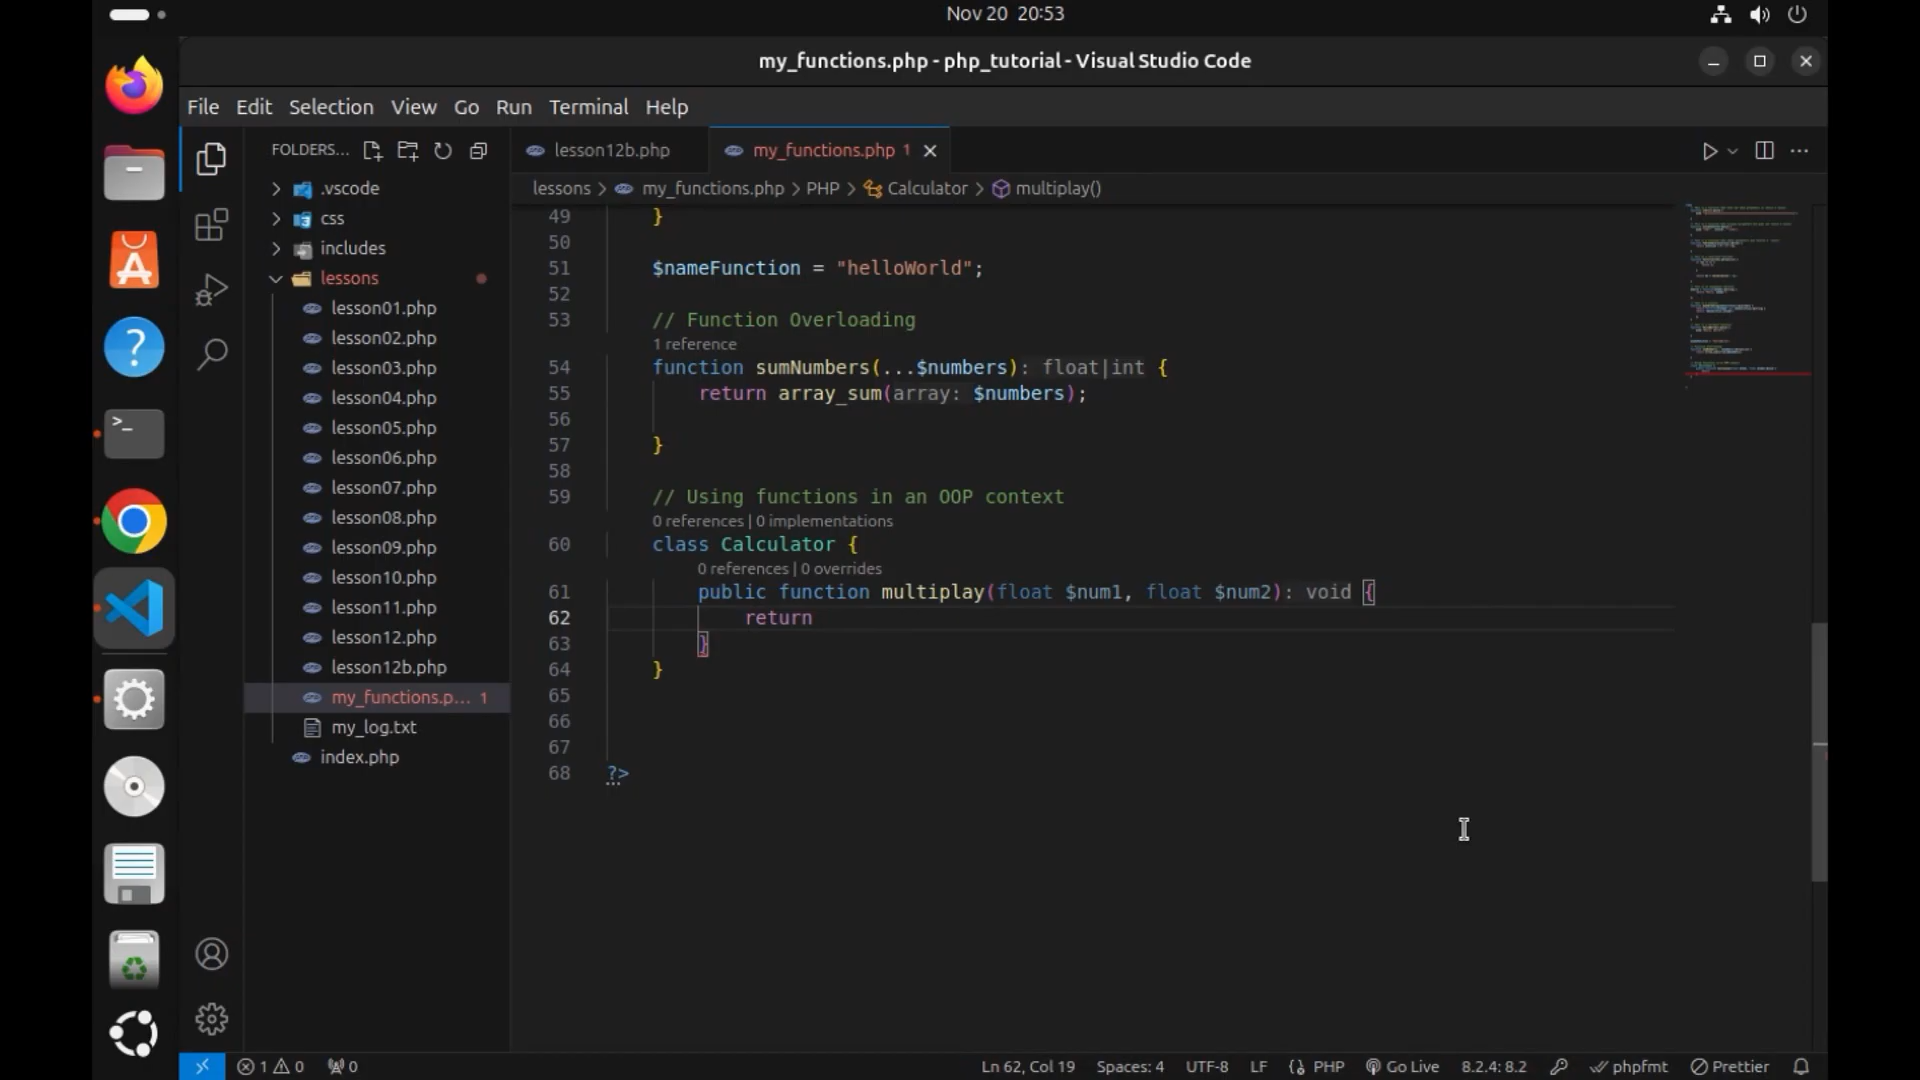 Nov 20 20:53
my_functions.php - php_tutorial - Visual Studio Code
File Edit Selection View Go Run Terminal Help
FOLDERS...
lesson12b.php
my_functions.php 1
lessons > my_functions.php > PHP > Calculator > multiplay()
.vscode
css
includes
lessons
lesson01.php
lesson02.php
lesson03.php
lesson04.php
lesson05.php
lesson06.php
lesson07.php
lesson08.php
lesson09.php
lesson10.php
lesson11.php
lesson12.php
lesson12b.php
my_functions.p... 1
my_log.txt
index.php
49 }
50
51 $nameFunction = "helloWorld";
52
53 // Function Overloading
1 reference
54 function sumNumbers(...$numbers): float|int {
55 return array_sum(array: $numbers);
56
57 }
58
59 // Using functions in an OOP context
0 references | 0 implementations
60 class Calculator {
0 references | 0 overrides
61 public function multiplay(float $num1, float $num2): void {
62 return
63 }
64 }
65
66
67
68 ?>
1 0 0
Ln 62, Col 19 Spaces: 4 UTF-8 LF {} PHP Go Live 8.2.4: 8.2 phpfmt Prettier